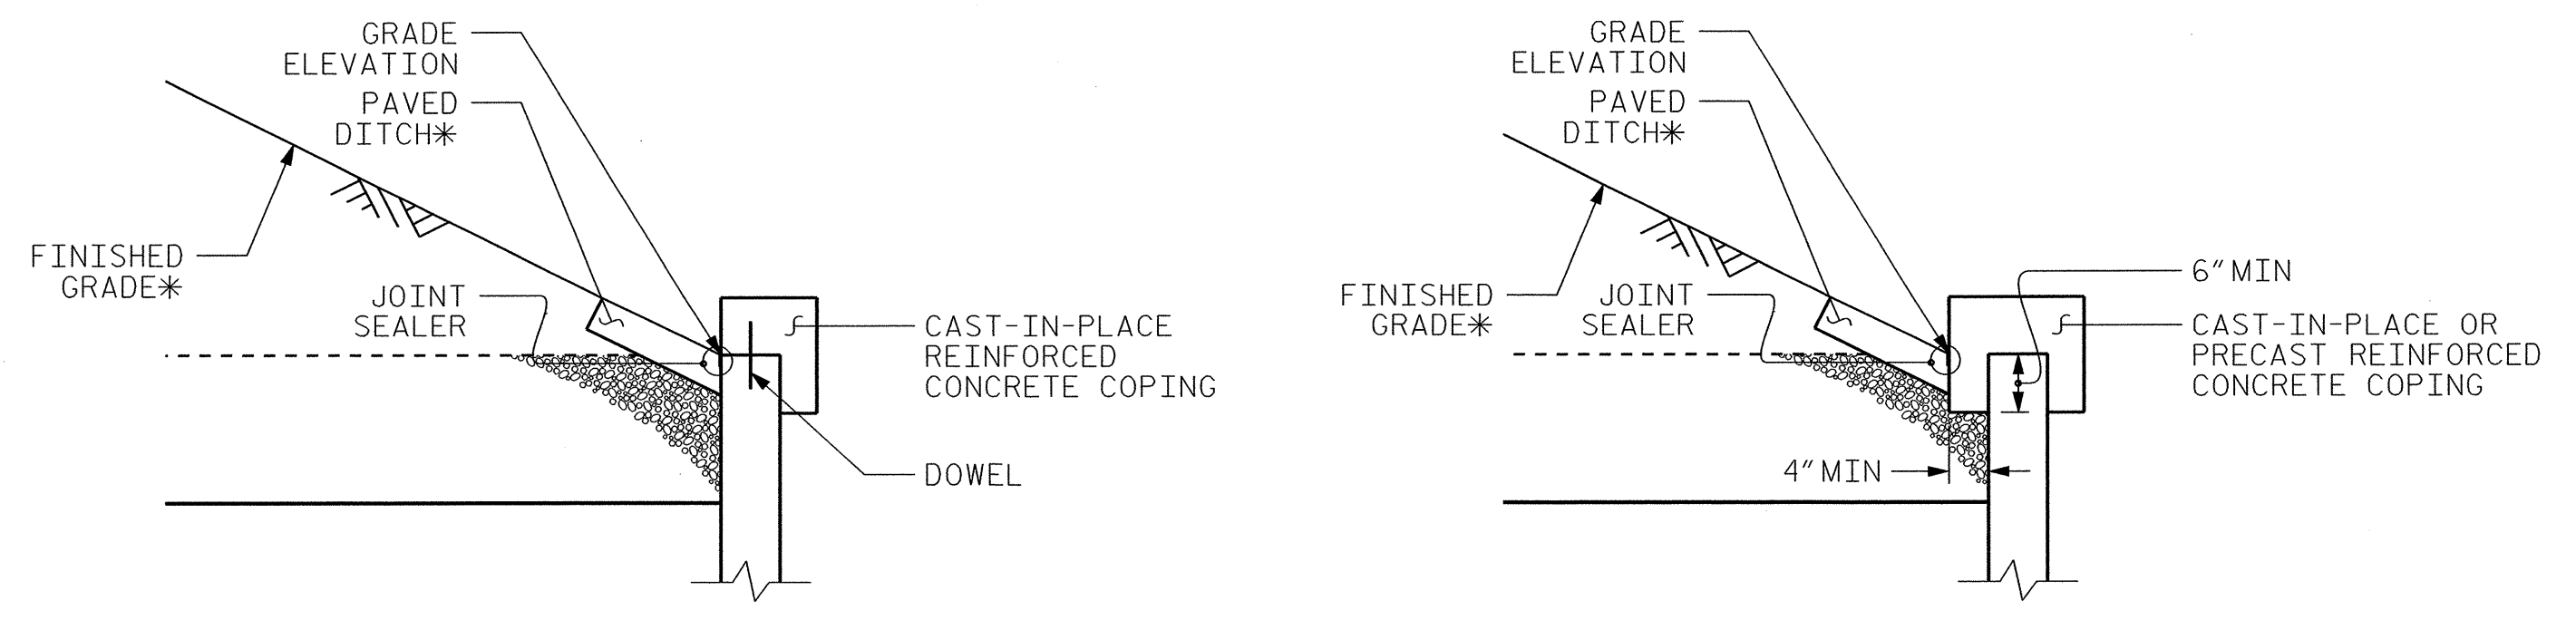 GRADE
ELEVATION
PAVED
DITCH*
FINISHED
GRADE*
JOINT
SEALER
CAST-IN-PLACE
REINFORCED
CONCRETE COPING
DOWEL
GRADE
ELEVATION
PAVED
DITCH*
FINISHED
GRADE*
JOINT
SEALER
6"MIN
CAST-IN-PLACE OR
PRECAST REINFORCED
CONCRETE COPING
4"MIN